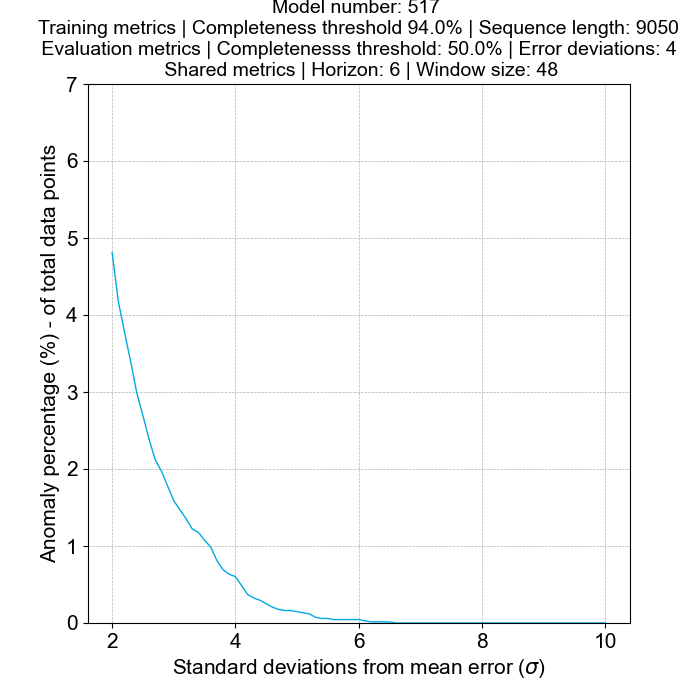 Model number: 517
Training metrics | Completeness threshold 94.0% | Sequence length: 9050
Evaluation metrics | Completenesss threshold: 50.0% | Error deviations: 4
Shared metrics | Horizon: 6 | Window size: 48
Anomaly percentage (%) - of total data points
7
6
5
4
3
2
1
0
2 4 6 8 10
Standard deviations from mean error (σ)